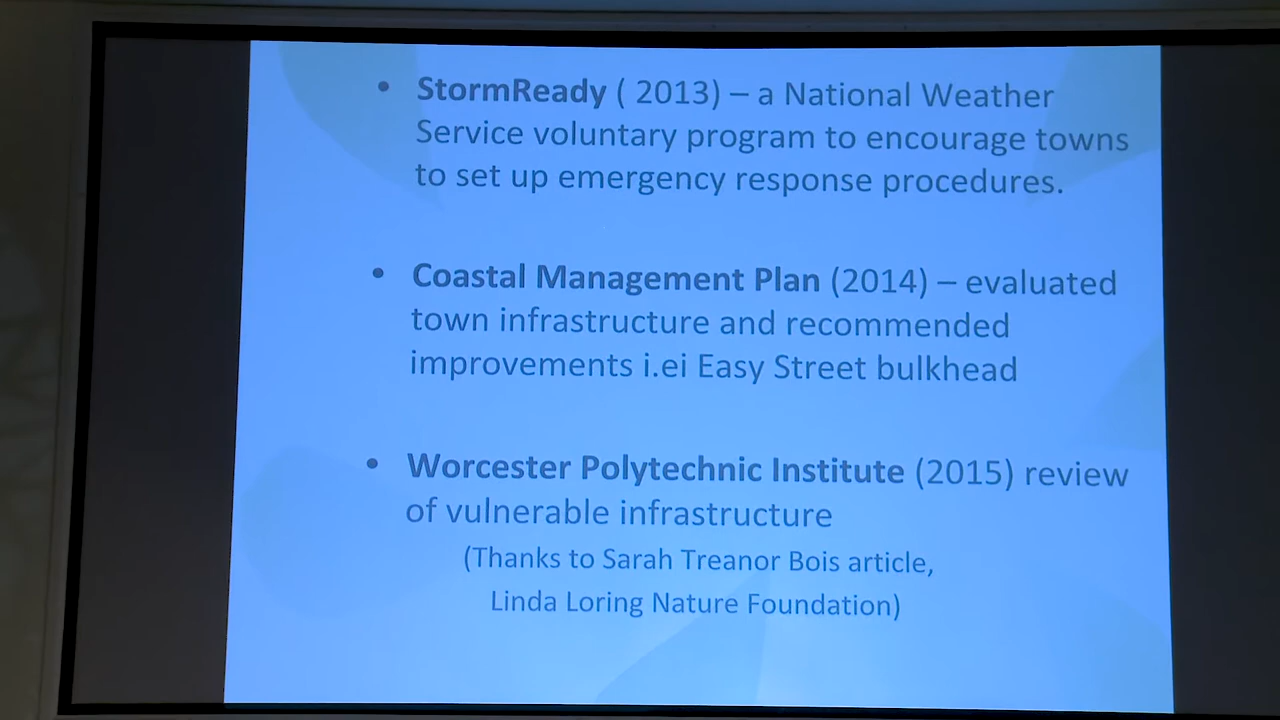 • StormReady ( 2013) – a National Weather
Service voluntary program to encourage towns
to set up emergency response procedures.
• Coastal Management Plan (2014) – evaluated
town infrastructure and recommended
improvements i.ei Easy Street bulkhead
• Worcester Polytechnic Institute (2015) review
of vulnerable infrastructure
(Thanks to Sarah Treanor Bois article,
Linda Loring Nature Foundation)